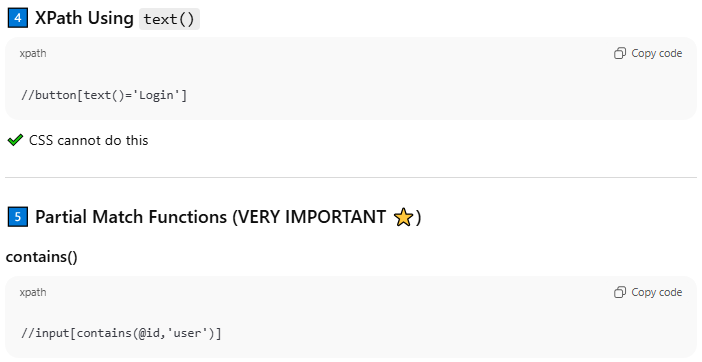 4 XPath Using text()
xpath
Copy code
//button[text()='Login']
✔ CSS cannot do this
5 Partial Match Functions (VERY IMPORTANT ⭐)
contains()
xpath
Copy code
//input[contains(@id,'user')]